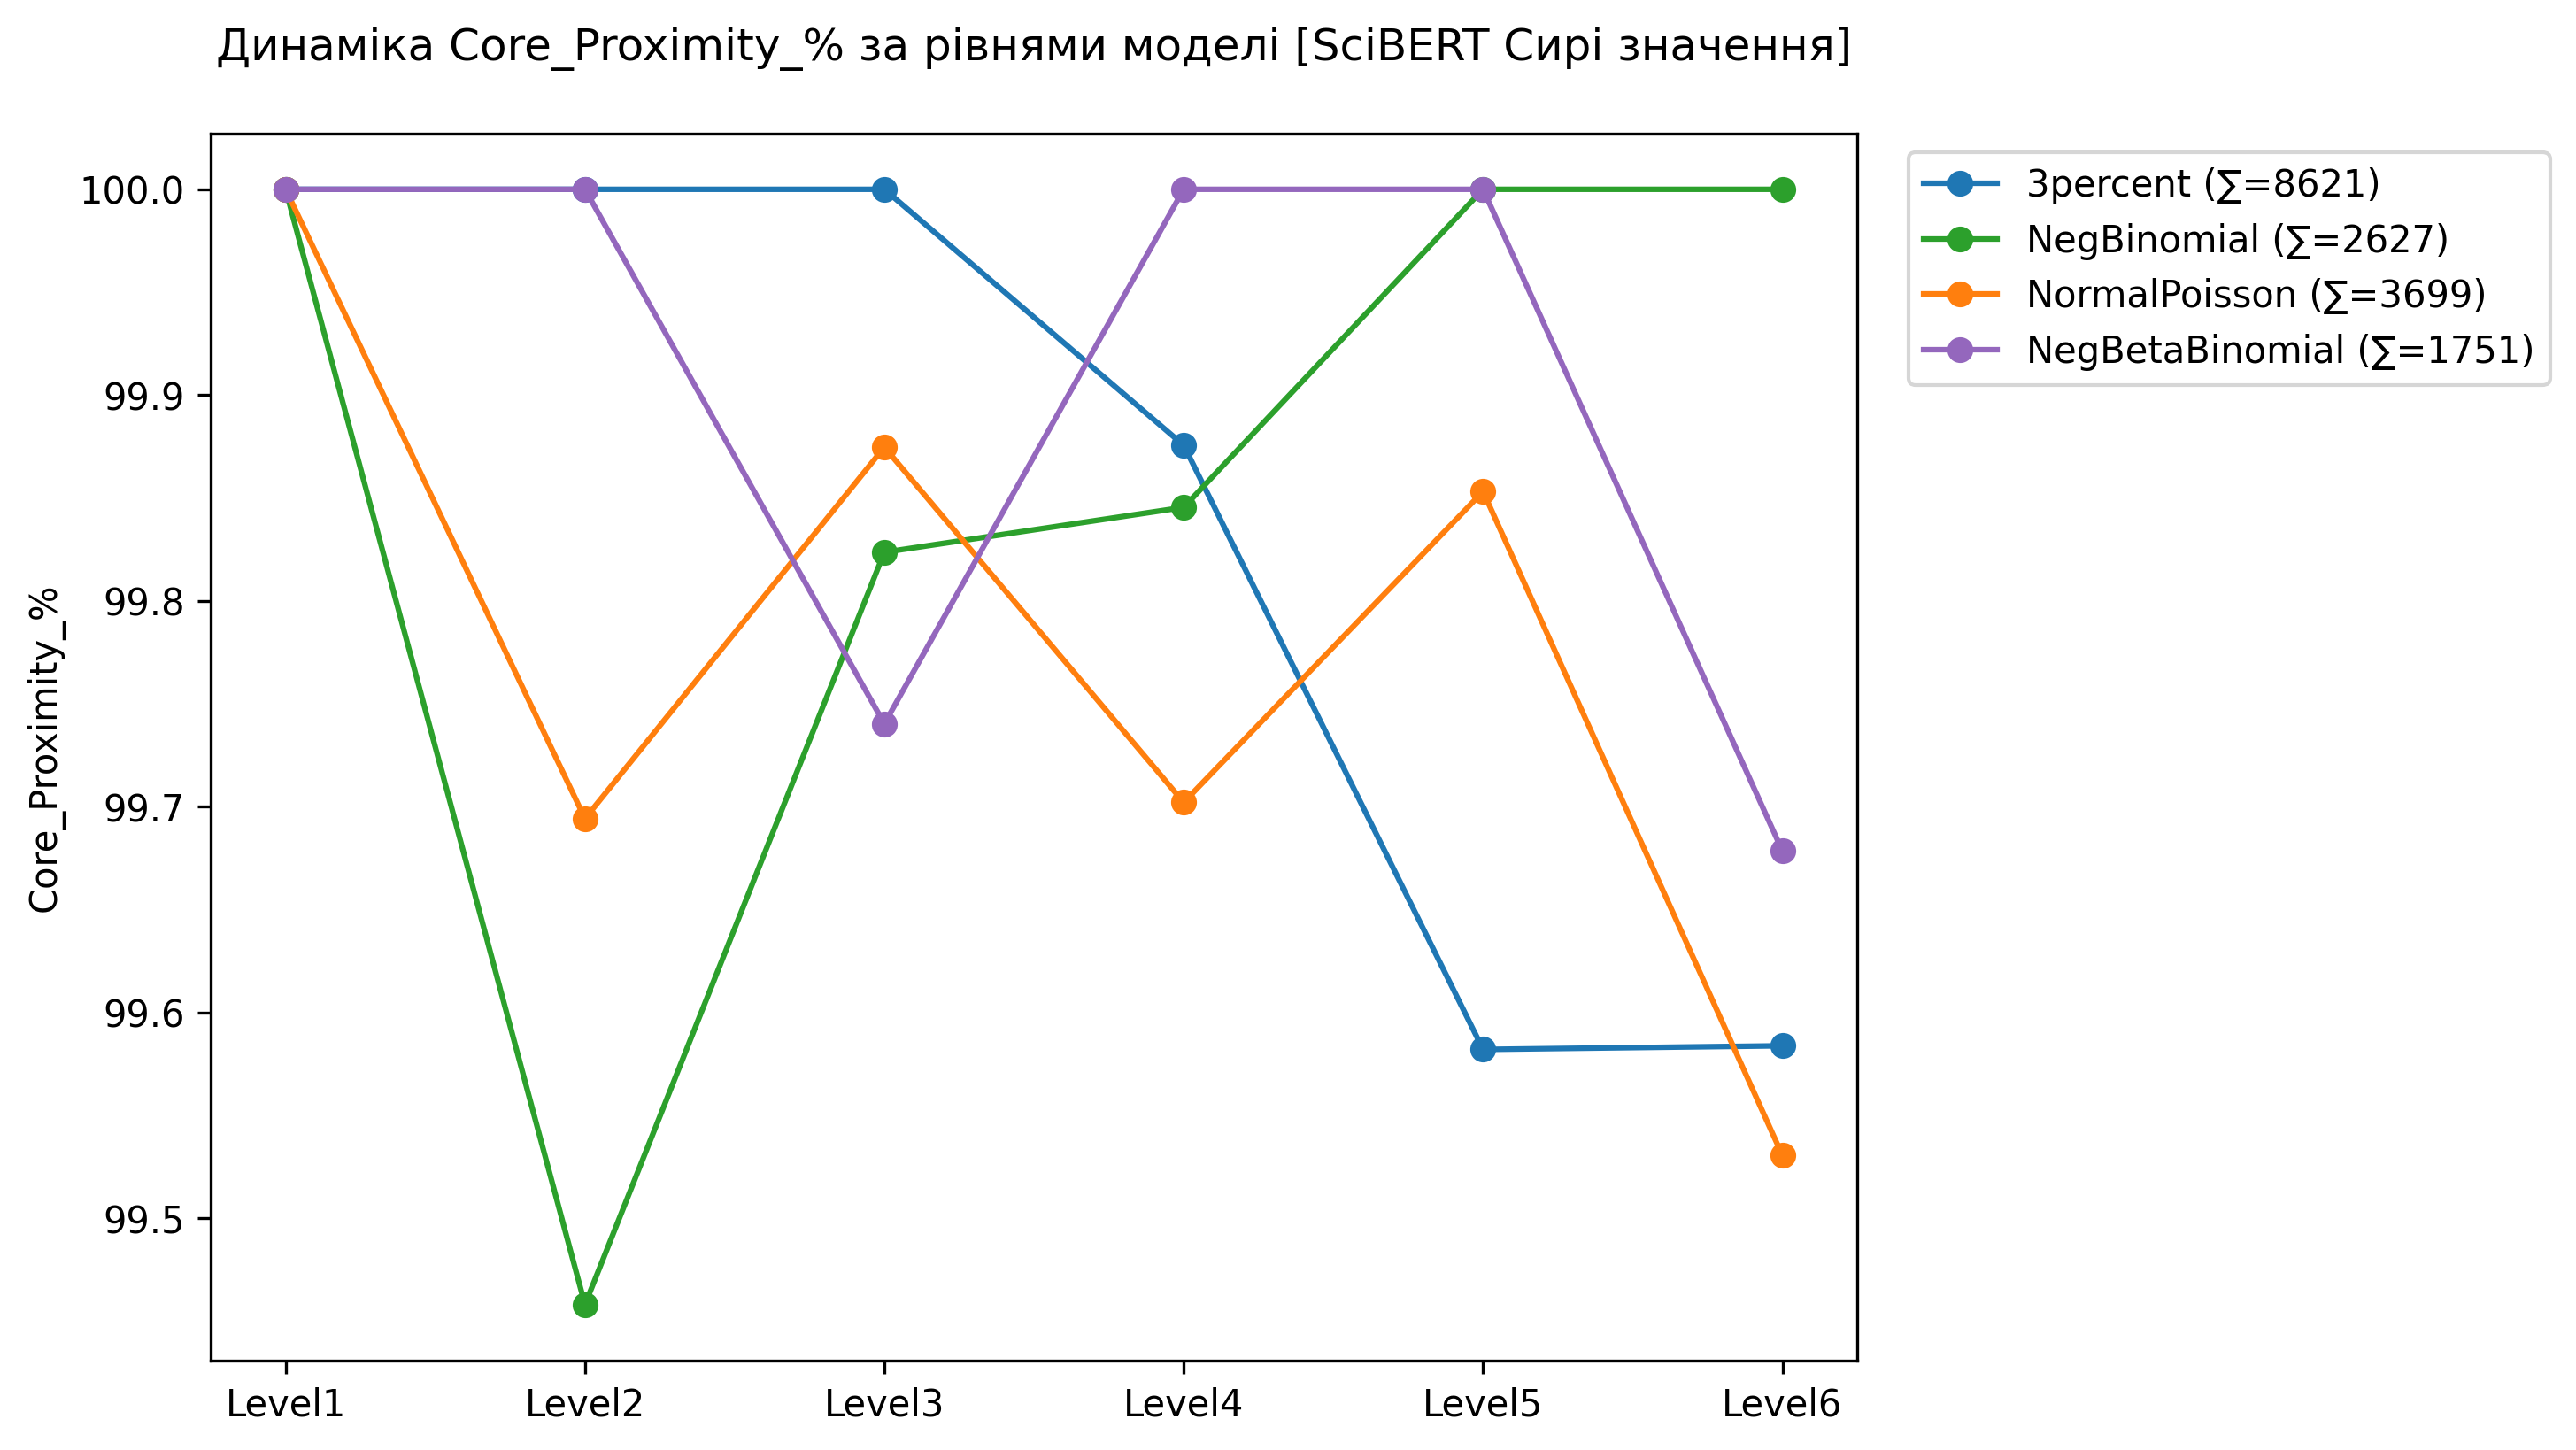 Динаміка Core_Proximity_% за рівнями моделі [SciBERT Сирі значення]
3percent (∑=8621)
NegBinomial (∑=2627)
NormalPoisson (∑=3699)
NegBetaBinomial (∑=1751)
Core_Proximity_%
100.0
99.9
99.8
99.7
99.6
99.5
Level1 Level2 Level3 Level4 Level5 Level6